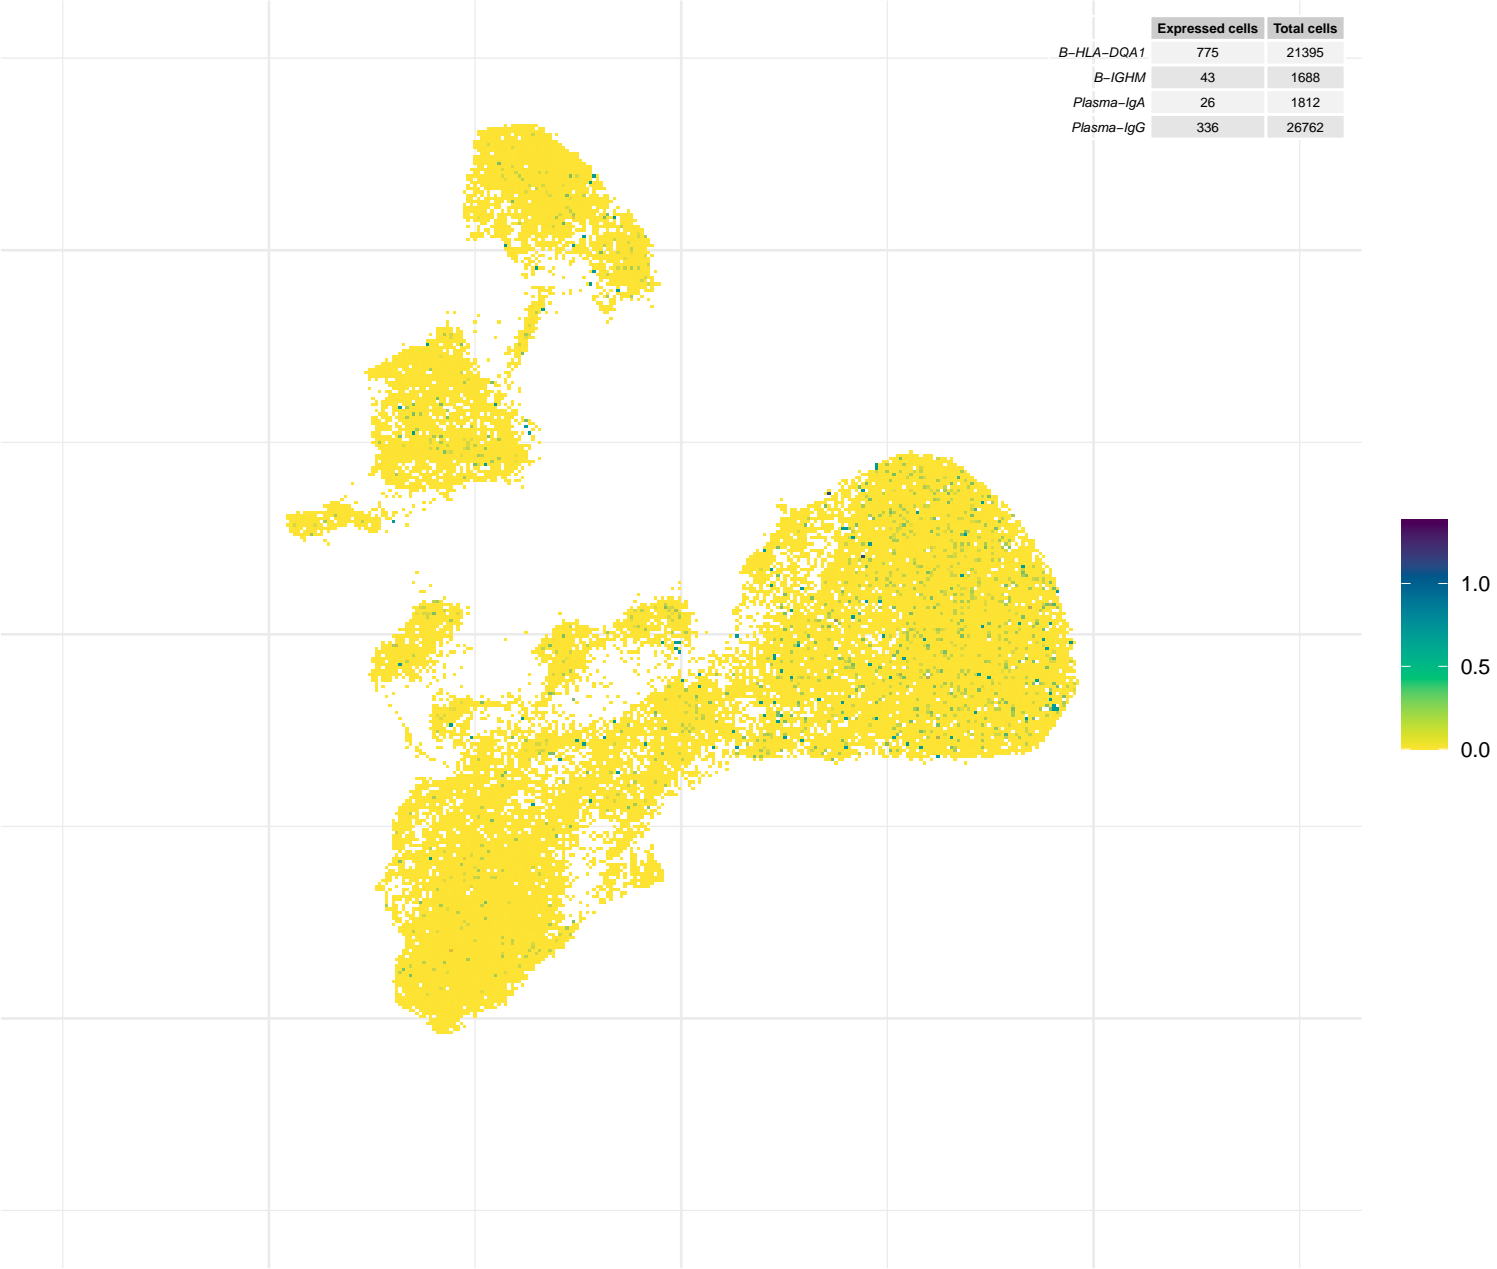 Expressed cells Total cells
B−HLA−DQA1 775 21395
B−IGHM 43 1688
Plasma−IgA 26 1812
Plasma−IgG 336 26762
1.0
0.5
0.0